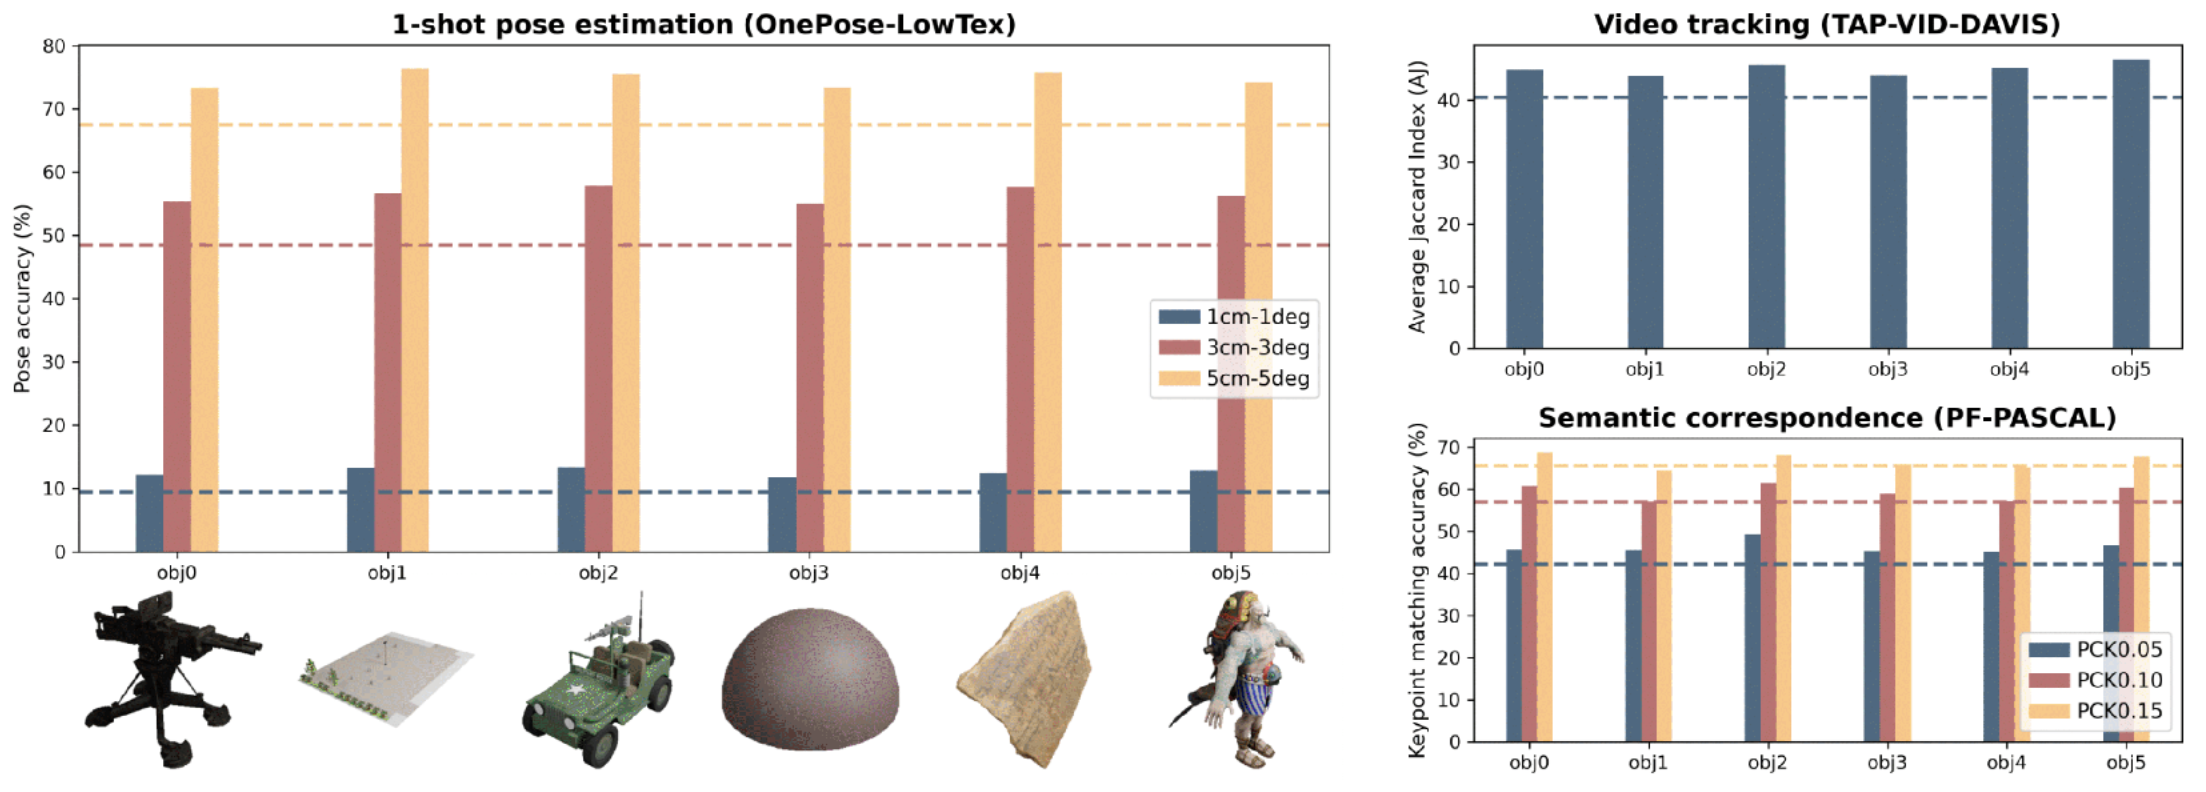 1-shot pose estimation (OnePose-LowTex)
Pose accuracy (%)
80
70
60
50
40
30
20
10
0
1cm-1deg
3cm-3deg
5cm-5deg
obj0 obj1 obj2 obj3 obj4 obj5
Video tracking (TAP-VID-DAVIS)
Average Jaccard Index (AJ)
40
30
20
10
0
obj0 obj1 obj2 obj3 obj4 obj5
Semantic correspondence (PF-PASCAL)
Keypoint matching accuracy (%)
70
60
50
40
30
20
10
0
PCK0.05
PCK0.10
PCK0.15
obj0 obj1 obj2 obj3 obj4 obj5